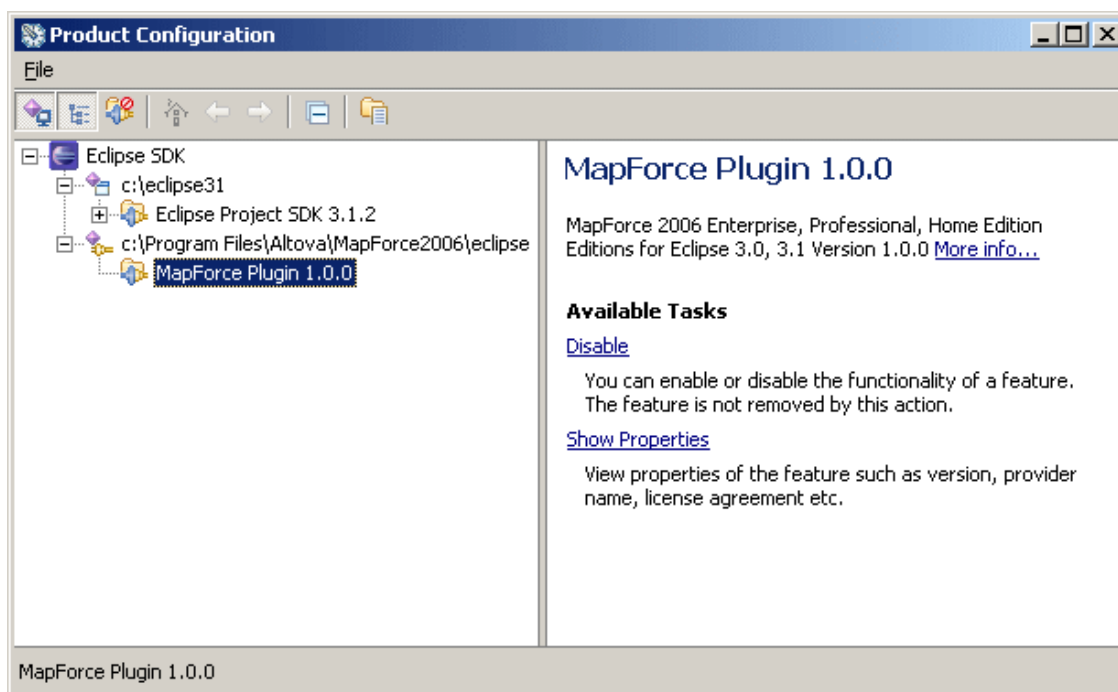 Product Configuration
File
Eclipse SDK
c:\eclipse31
Eclipse Project SDK 3.1.2
c:\Program Files\Altova\MapForce2006\eclipse
MapForce Plugin 1.0.0
MapForce Plugin 1.0.0
MapForce 2006 Enterprise, Professional, Home Edition
Editions for Eclipse 3.0, 3.1 Version 1.0.0 More info...
Available Tasks
Disable
You can enable or disable the functionality of a feature.
The feature is not removed by this action.
Show Properties
View properties of the feature such as version, provider
name, license agreement etc.
MapForce Plugin 1.0.0